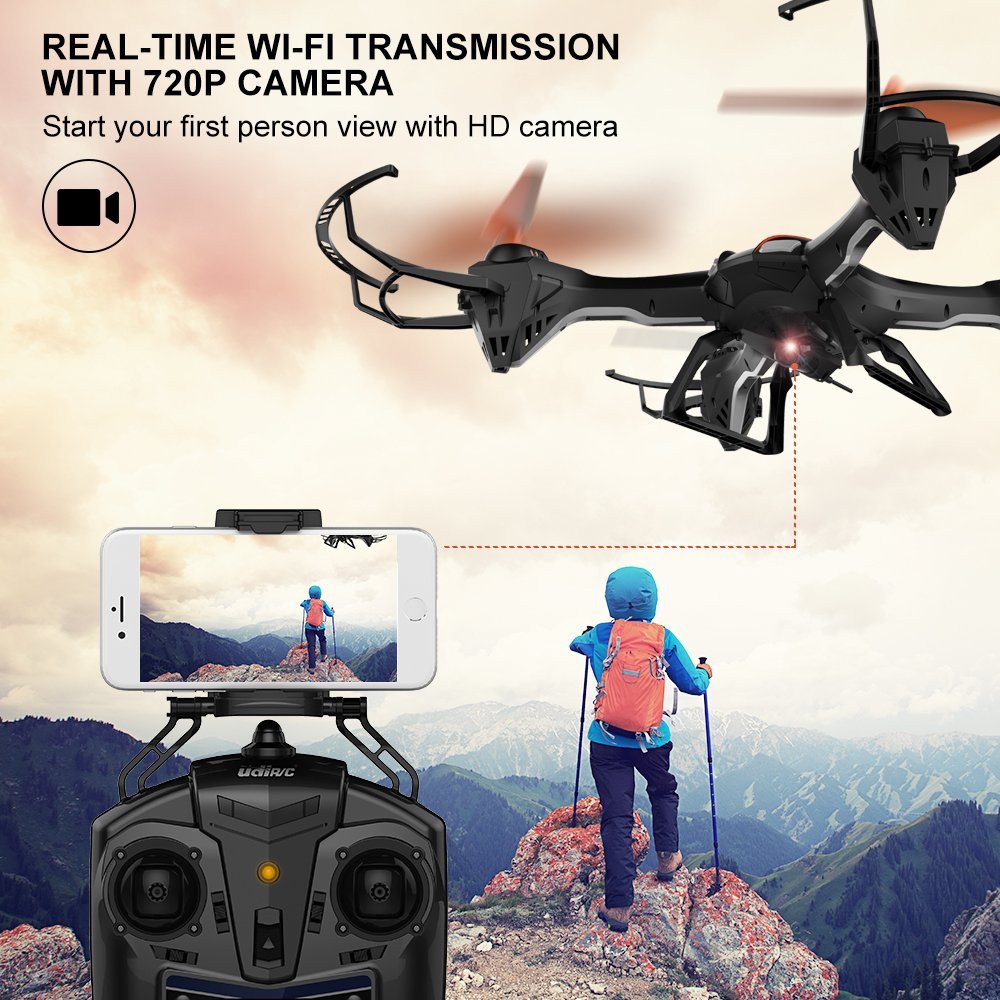 REAL-TIME WI-FI TRANSMISSION
WITH 720P CAMERA
Start your first person view with HD camera
UdiR/C